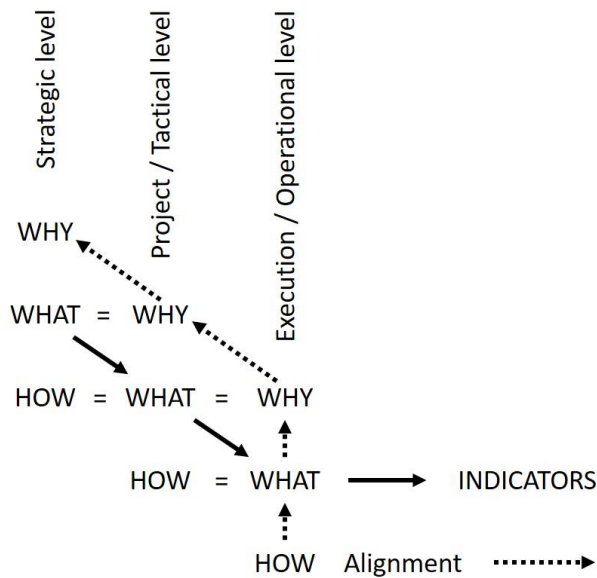 Strategic level
Project / Tactical level
Execution / Operational level
WHY
WHAT = WHY
HOW = WHAT = WHY
HOW = WHAT INDICATORS
HOW Alignment